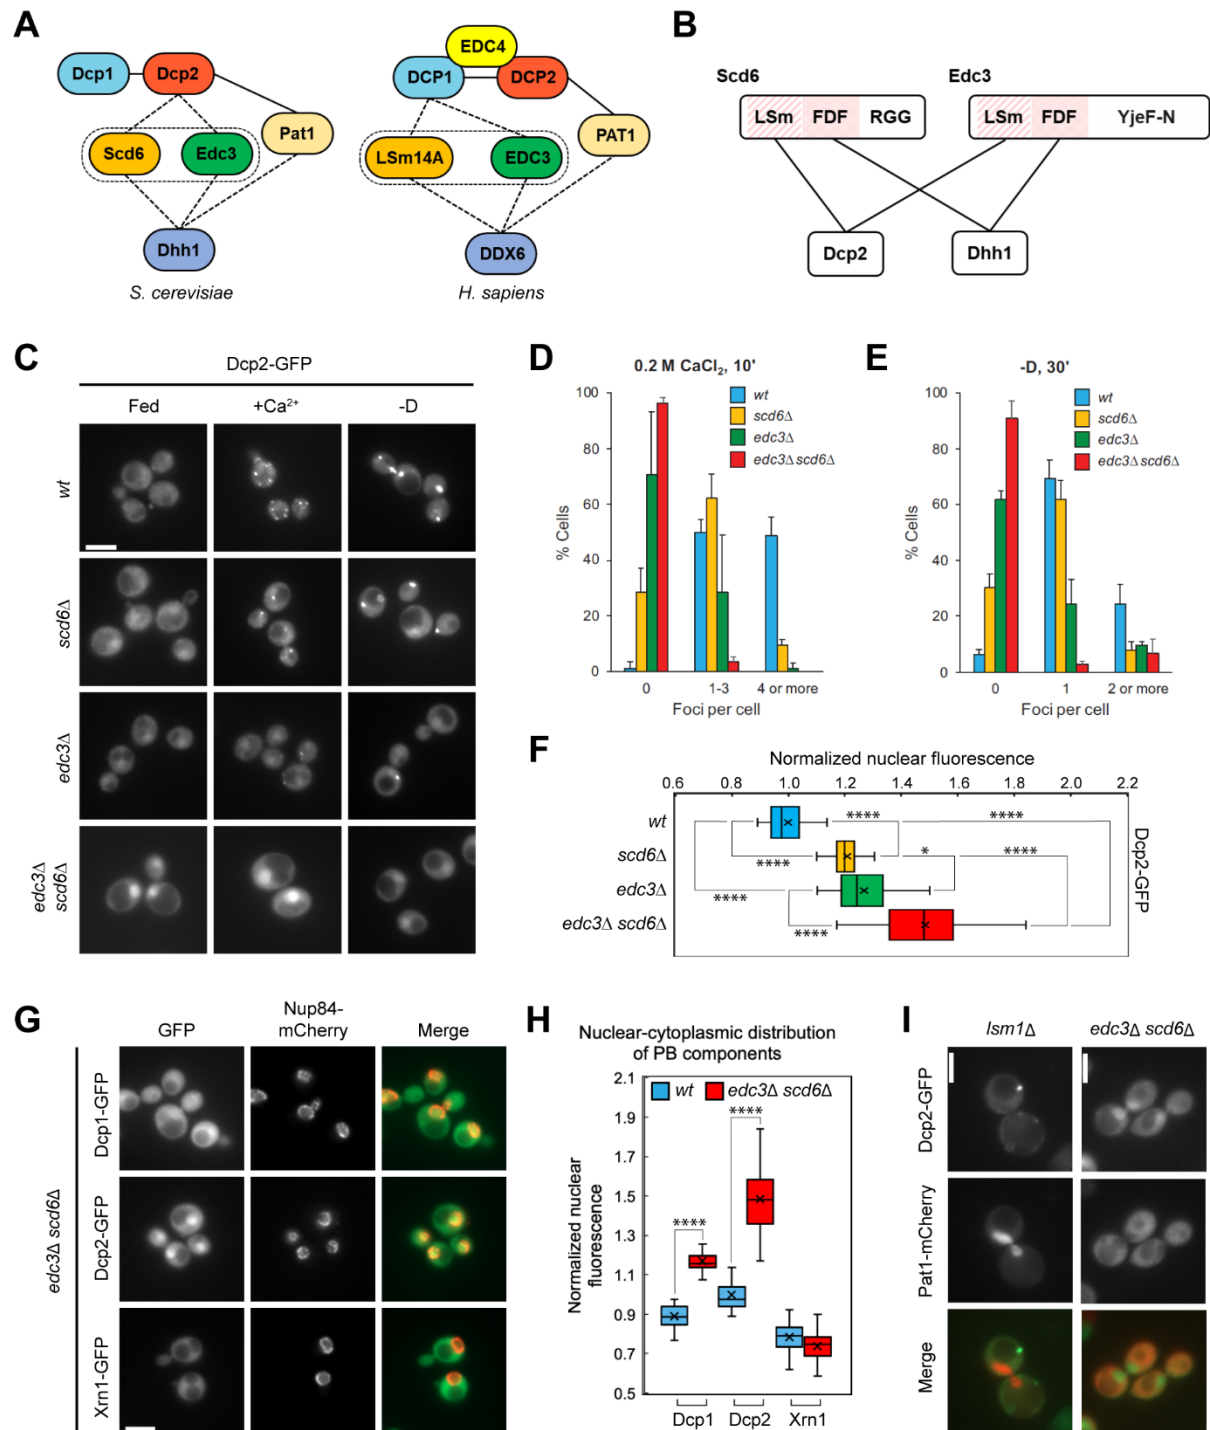 A
Dcp1
Dcp2
Scd6
Edc3
Pat1
Dhh1
S. cerevisiae
EDC4
DCP1
DCP2
LSm14A
EDC3
PAT1
DDX6
H. sapiens
B
Scd6
Edc3
LSm FDF RGG
LSm FDF YjeF-N
Dcp2
Dhh1
C
Dcp2-GFP
Fed
+Ca2+
-D
wt
scd6Δ
edc3Δ
edc3Δ
scd6Δ
D
0.2 M CaCl2, 10'
wt
scd6Δ
edc3Δ
edc3Δscd6Δ
% Cells
100
80
60
40
20
0
0
1-3
4 or more
Foci per cell
E
-D, 30'
wt
scd6Δ
edc3Δ
edc3Δscd6Δ
% Cells
100
80
60
40
20
0
0
1
2 or more
Foci per cell
F
Normalized nuclear fluorescence
0.6 0.8 1.0 1.2 1.4 1.6 1.8 2.0 2.2
wt
scd6Δ
edc3Δ
edc3Δ scd6Δ
**** ****
**** * ****
****
****
Dcp2-GFP
G
GFP
Nup84-
mCherry
Merge
edc3Δ scd6Δ
Dcp1-GFP
Dcp2-GFP
Xrn1-GFP
H
Nuclear-cytoplasmic distribution
of PB components
wt
edc3Δ scd6Δ
Normalized nuclear
fluorescence
2.1
1.9
1.7
1.5
1.3
1.1
0.9
0.7
0.5
****
****
Dcp1
Dcp2
Xrn1
I
lsm1Δ
edc3Δ scd6Δ
Dcp2-GFP
Pat1-mCherry
Merge